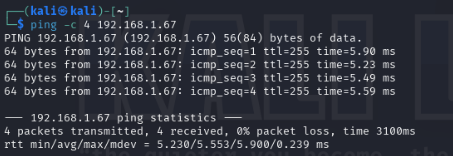 (kali㉿kali)-[~]
$ ping -c 4 192.168.1.67
PING 192.168.1.67 (192.168.1.67) 56(84) bytes of data.
64 bytes from 192.168.1.67: icmp_seq=1 ttl=255 time=5.90 ms
64 bytes from 192.168.1.67: icmp_seq=2 ttl=255 time=5.23 ms
64 bytes from 192.168.1.67: icmp_seq=3 ttl=255 time=5.49 ms
64 bytes from 192.168.1.67: icmp_seq=4 ttl=255 time=5.59 ms
--- 192.168.1.67 ping statistics ---
4 packets transmitted, 4 received, 0% packet loss, time 3100ms
rtt min/avg/max/mdev = 5.230/5.553/5.900/0.239 ms